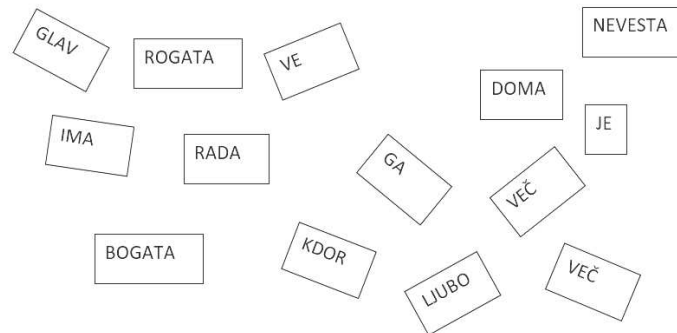 GLAV
ROGATA
VE
NEVESTA
DOMA
JE
IMA
RADA
GA
VEČ
BOGATA
KDOR
LJUBO
VEČ